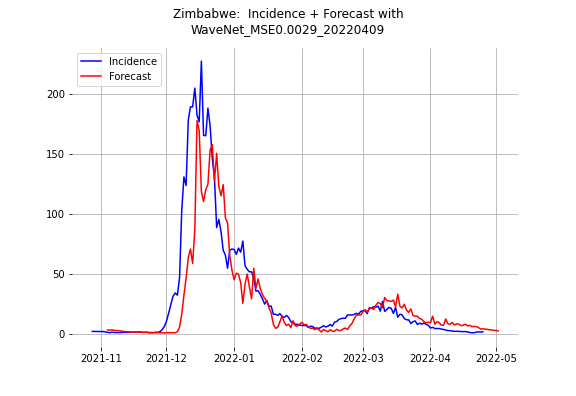 Zimbabwe:  Incidence + Forecast with
WaveNet_MSE0.0029_20220409
Incidence
Forecast
200
150
100
50
0
2021-11 2021-12 2022-01 2022-02 2022-03 2022-04 2022-05